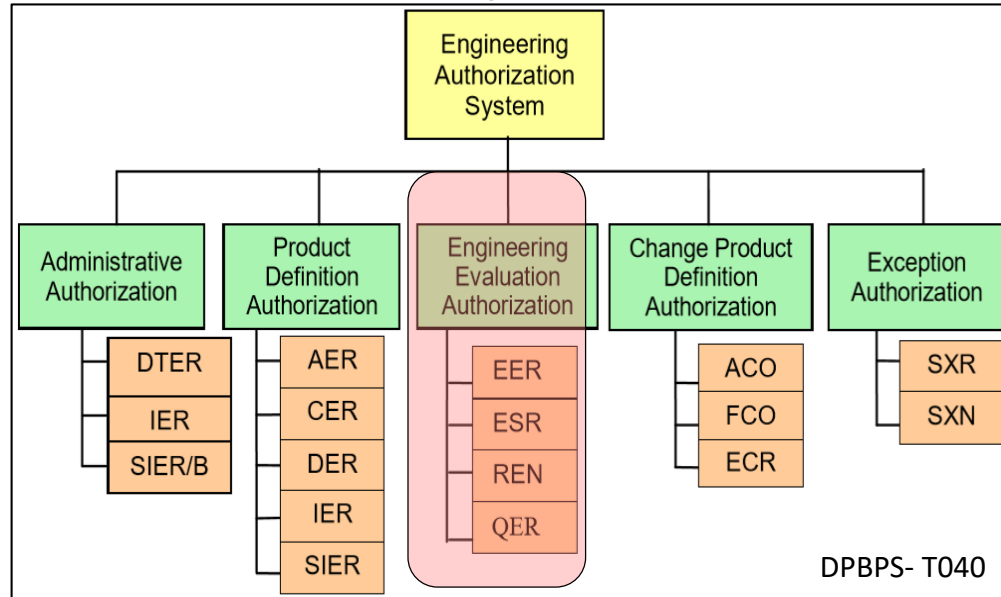 Engineering
Authorization
System
Administrative
Authorization
DTER
IER
SIER/B
Product
Definition
Authorization
AER
CER
DER
IER
SIER
Engineering
Evaluation
Authorization
EER
ESR
REN
QER
Change Product
Definition
Authorization
ACO
FCO
ECR
Exception
Authorization
SXR
SXN
DPBPS- T040